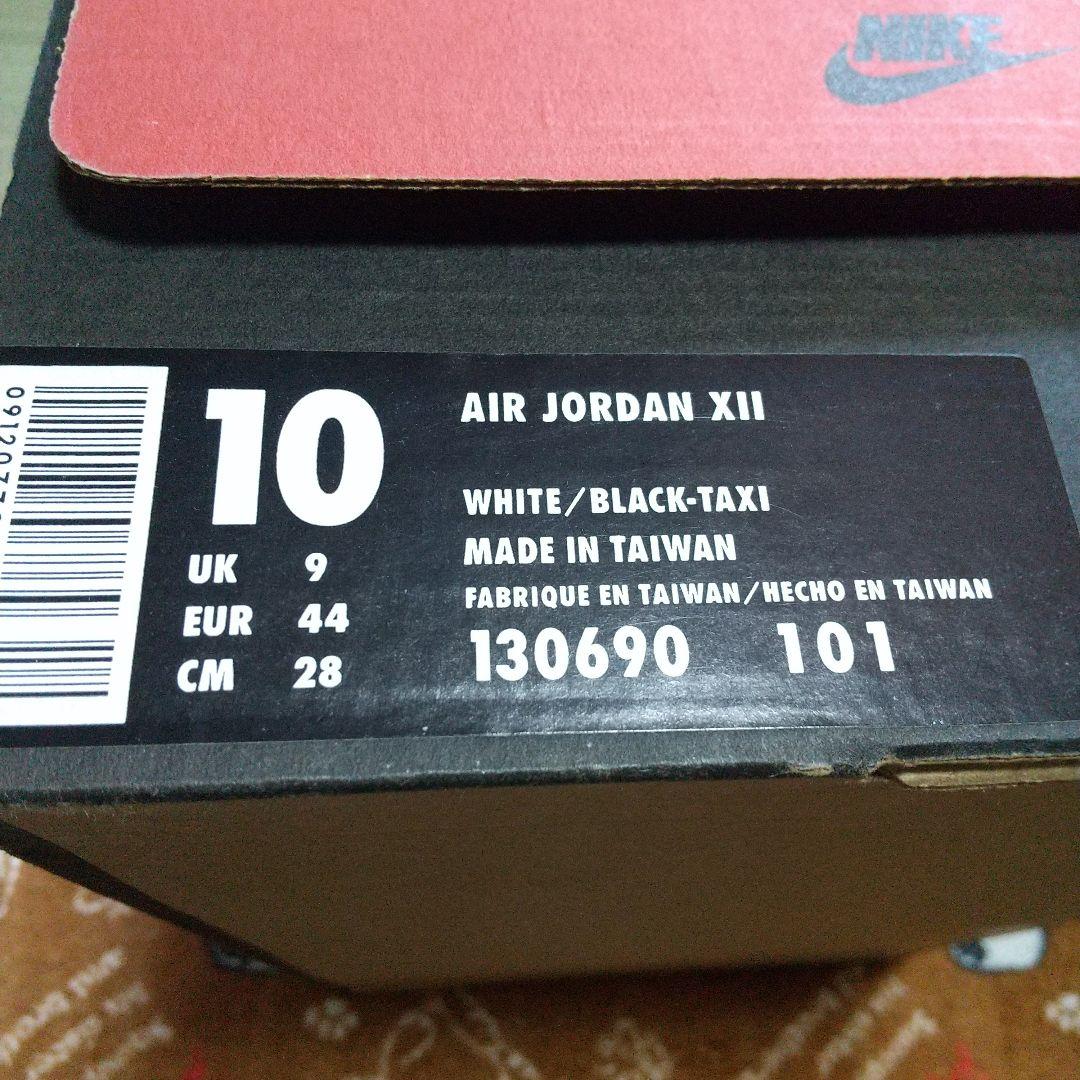 NIKE
10
UK 9
EUR 44
CM 28
AIR JORDAN XII
WHITE/BLACK-TAXI
MADE IN TAIWAN
FABRIQUE EN TAIWAN/HECHO EN TAIWAN
130690 101